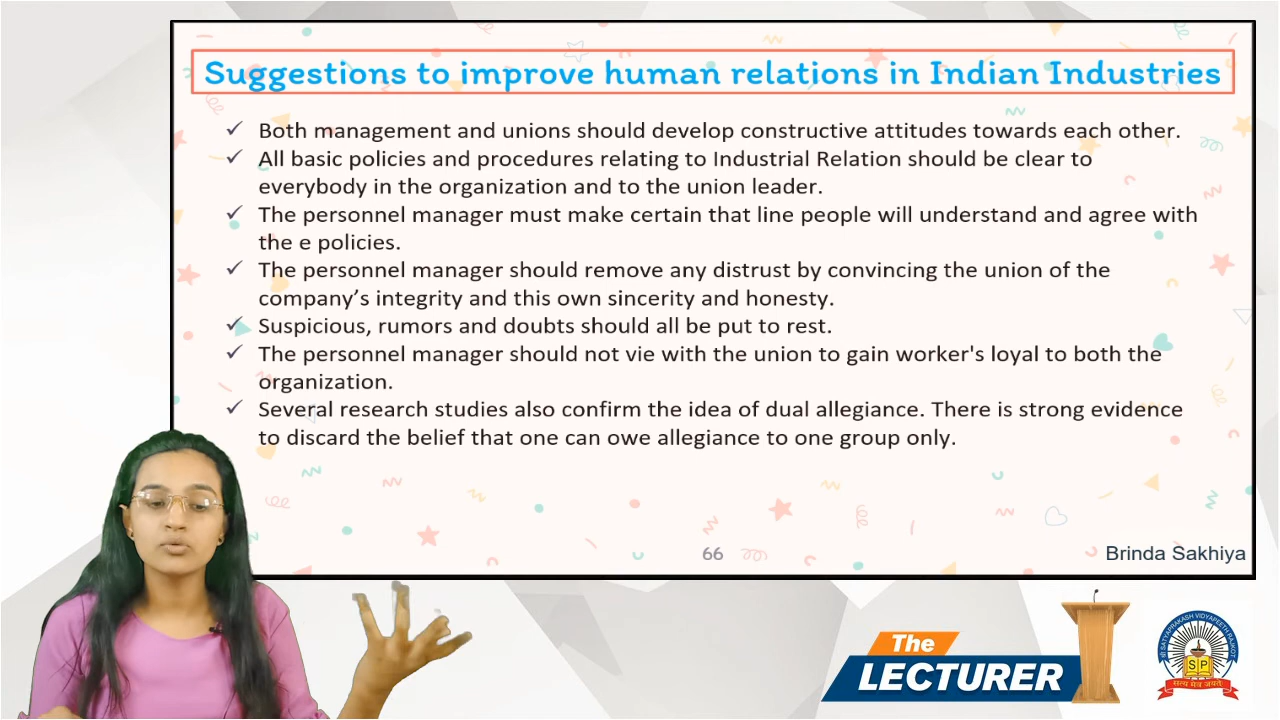 Suggestions to improve human relations in Indian Industries
✓ Both management and unions should develop constructive attitudes towards each other.
✓ All basic policies and procedures relating to Industrial Relation should be clear to
everybody in the organization and to the union leader.
✓ The personnel manager must make certain that line people will understand and agree with
the e policies.
✓ The personnel manager should remove any distrust by convincing the union of the
company’s integrity and this own sincerity and honesty.
✓ Suspicious, rumors and doubts should all be put to rest.
✓ The personnel manager should not vie with the union to gain worker's loyal to both the
organization.
✓ Several research studies also confirm the idea of dual allegiance. There is strong evidence
to discard the belief that one can owe allegiance to one group only.
66
Brinda Sakhiya
The
LECTURER
SHREE SATYAPRAKASH VIDYAPEETH RAJKOT
SP
सत्य मेव जयते